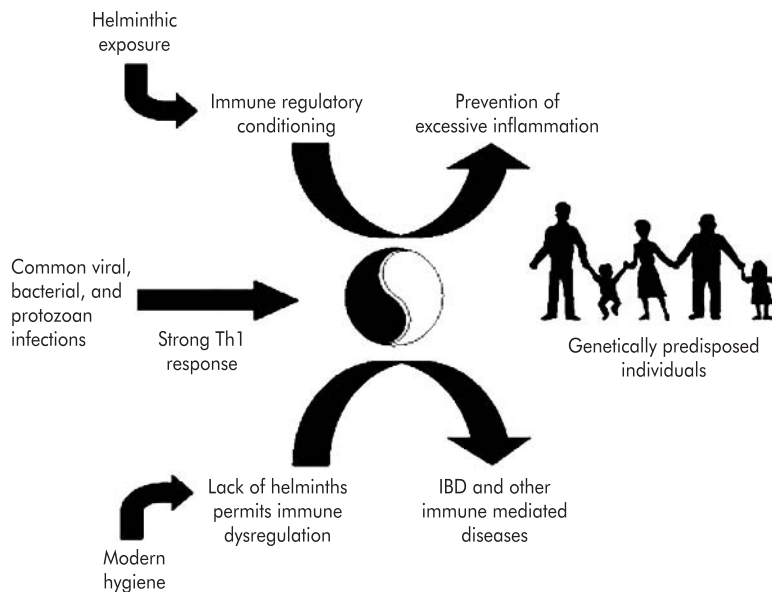 Helminthic
exposure
Immune regulatory
conditioning
Prevention of
excessive inflammation
Common viral,
bacterial, and
protozoan
infections
Strong Th1
response
Genetically predisposed
individuals
Lack of helminths
permits immune
dysregulation
IBD and other
immune mediated
diseases
Modern
hygiene